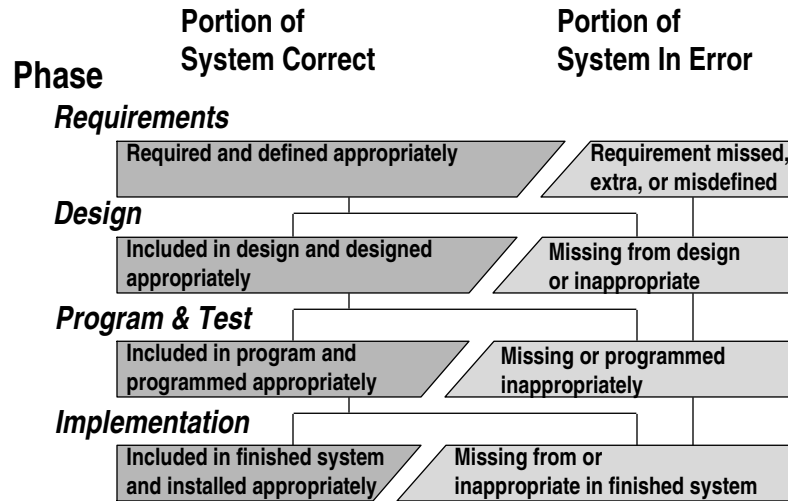 Portion of
System Correct
Portion of
System In Error
Phase
Requirements
Required and defined appropriately
Requirement missed,
extra, or misdefined
Design
Included in design and designed
appropriately
Missing from design
or inappropriate
Program & Test
Included in program and
programmed appropriately
Missing or programmed
inappropriately
Implementation
Included in finished system
and installed appropriately
Missing from or
inappropriate in finished system